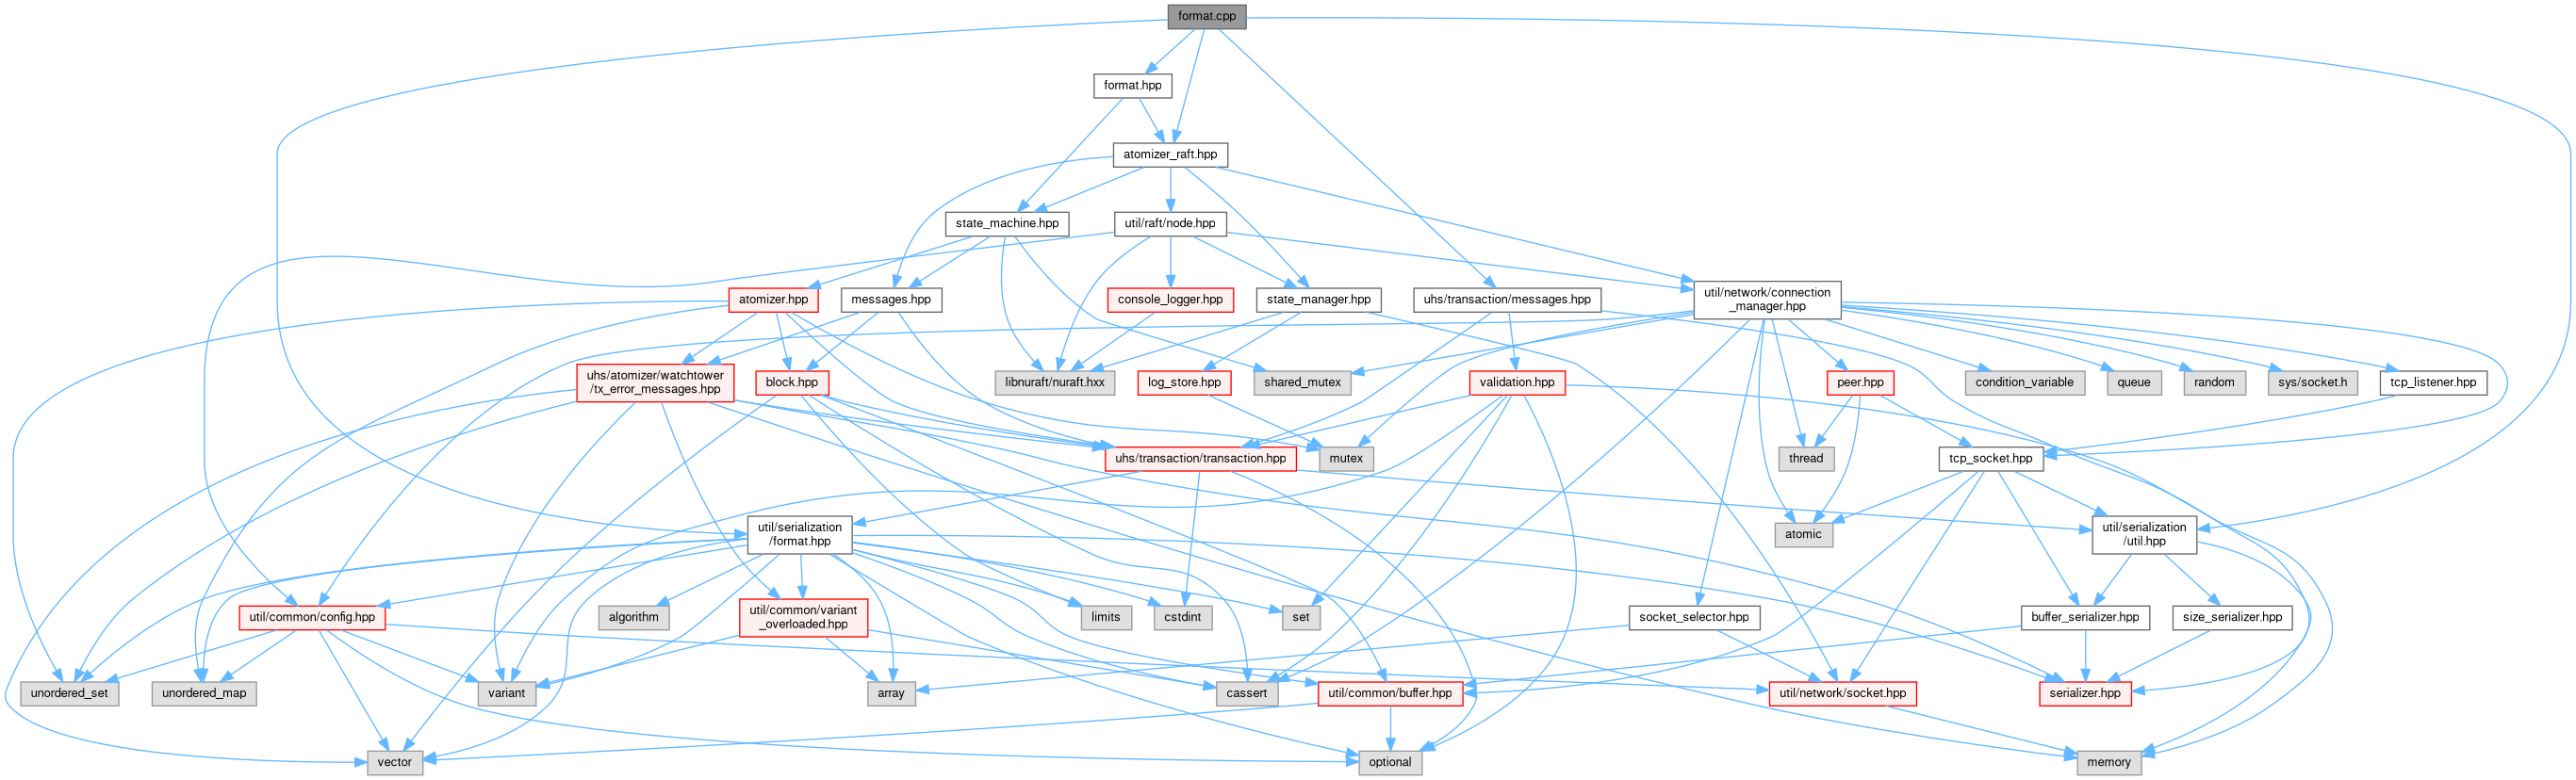 format.cpp
format.hpp
atomizer_raft.hpp
state_machine.hpp
util/raft/node.hpp
atomizer.hpp
messages.hpp
console_logger.hpp
state_manager.hpp
uhs/transaction/messages.hpp
util/network/connection
_manager.hpp
uhs/atomizer/watchtower
/tx_error_messages.hpp
block.hpp
libnuraft/nuraft.hxx
log_store.hpp
shared_mutex
validation.hpp
peer.hpp
condition_variable
queue
random
sys/socket.h
tcp_listener.hpp
uhs/transaction/transaction.hpp
mutex
thread
tcp_socket.hpp
util/serialization
/format.hpp
atomic
util/serialization
/util.hpp
util/common/config.hpp
algorithm
util/common/variant
_overloaded.hpp
limits
cstdint
set
socket_selector.hpp
buffer_serializer.hpp
size_serializer.hpp
unordered_set
unordered_map
variant
array
cassert
util/common/buffer.hpp
util/network/socket.hpp
serializer.hpp
vector
optional
memory